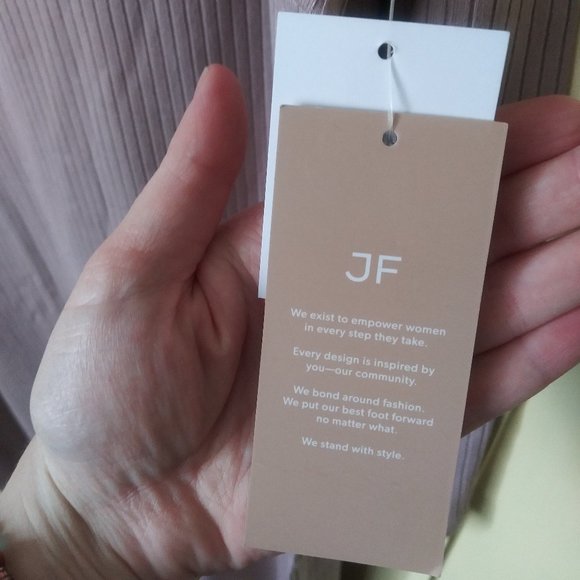 JF
We exist to empower women
in every step they take.
Every design is inspired by
you—our community.
We bond around fashion.
We put our best foot forward
no matter what.
We stand with style.